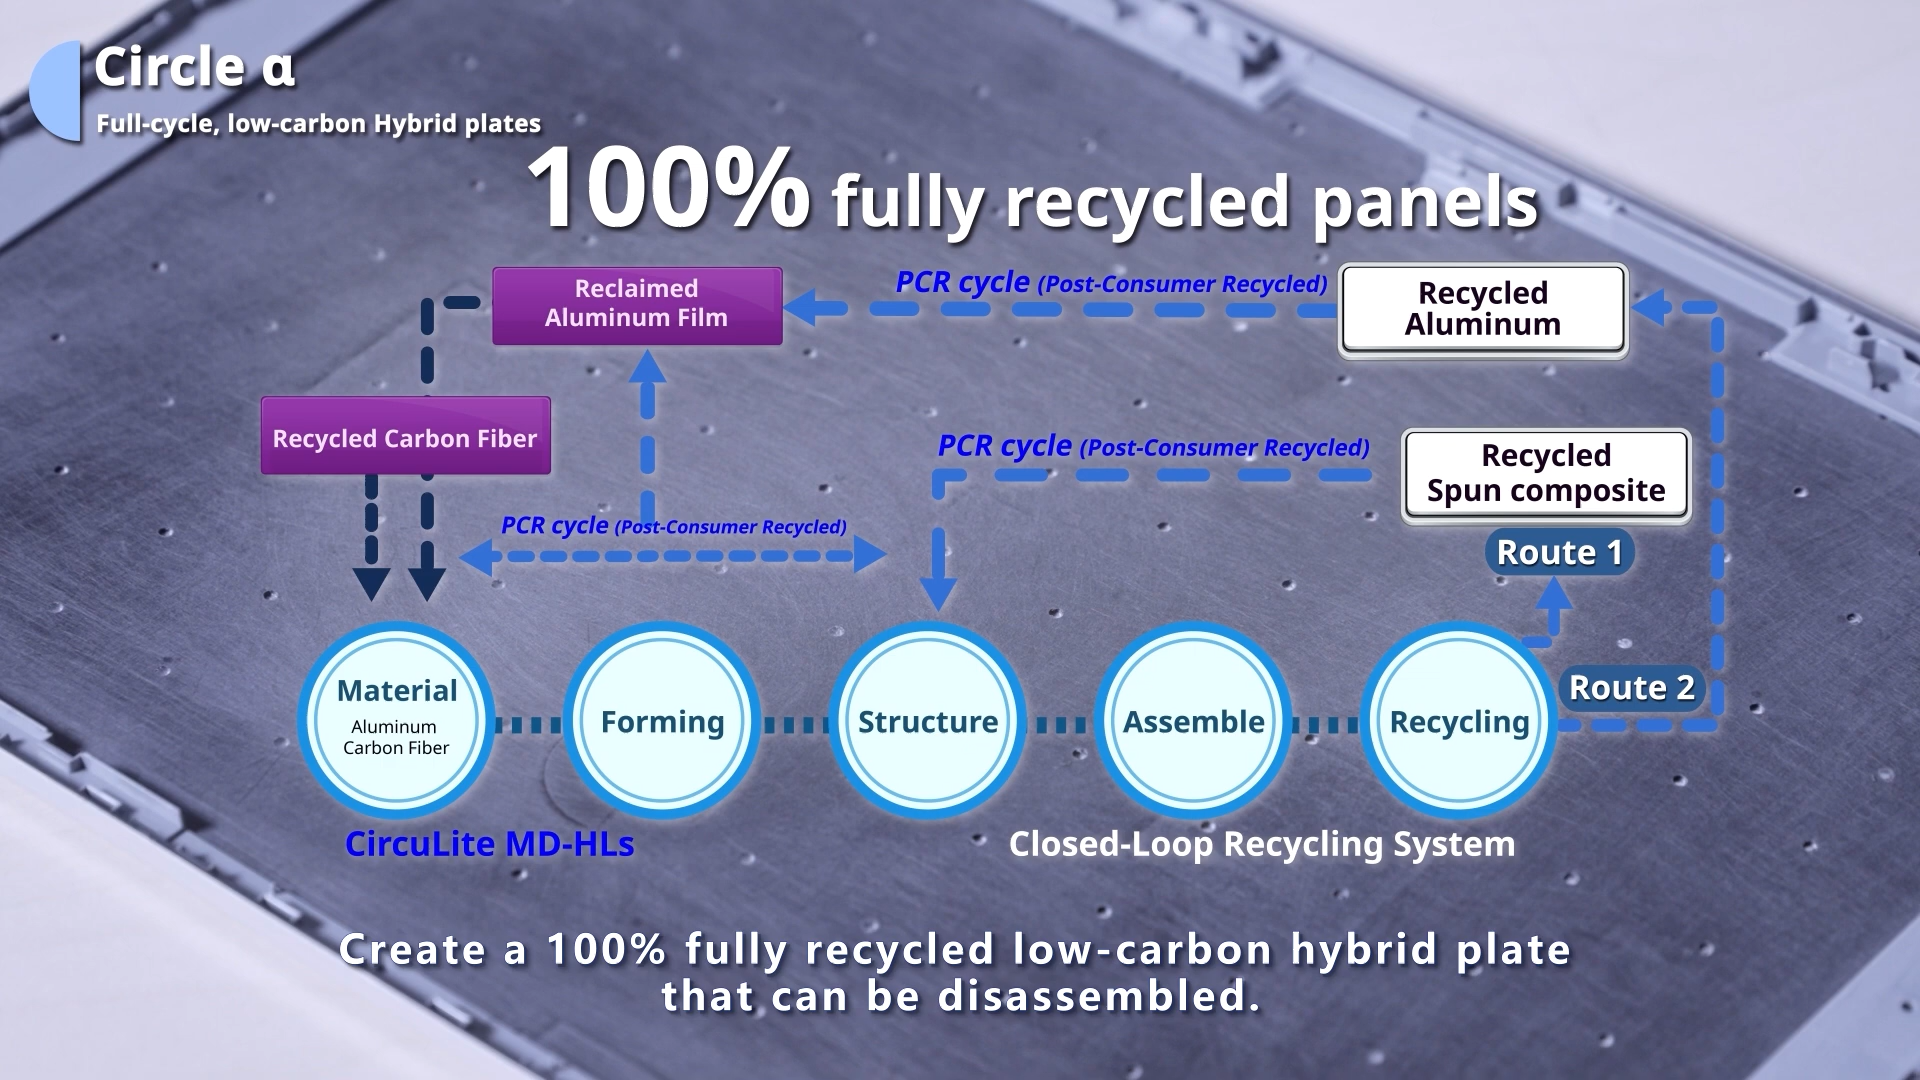 Circle α
Full-cycle, low-carbon Hybrid plates
100% fully recycled panels
Reclaimed
Aluminum Film
PCR cycle (Post-Consumer Recycled)
Recycled
Aluminum
Recycled Carbon Fiber
PCR cycle (Post-Consumer Recycled)
Recycled
Spun composite
PCR cycle (Post-Consumer Recycled)
Route 1
Route 2
Material
Aluminum
Carbon Fiber
Forming
Structure
Assemble
Recycling
CircuLite MD-HLs
Closed-Loop Recycling System
Create a 100% fully recycled low-carbon hybrid plate
that can be disassembled.